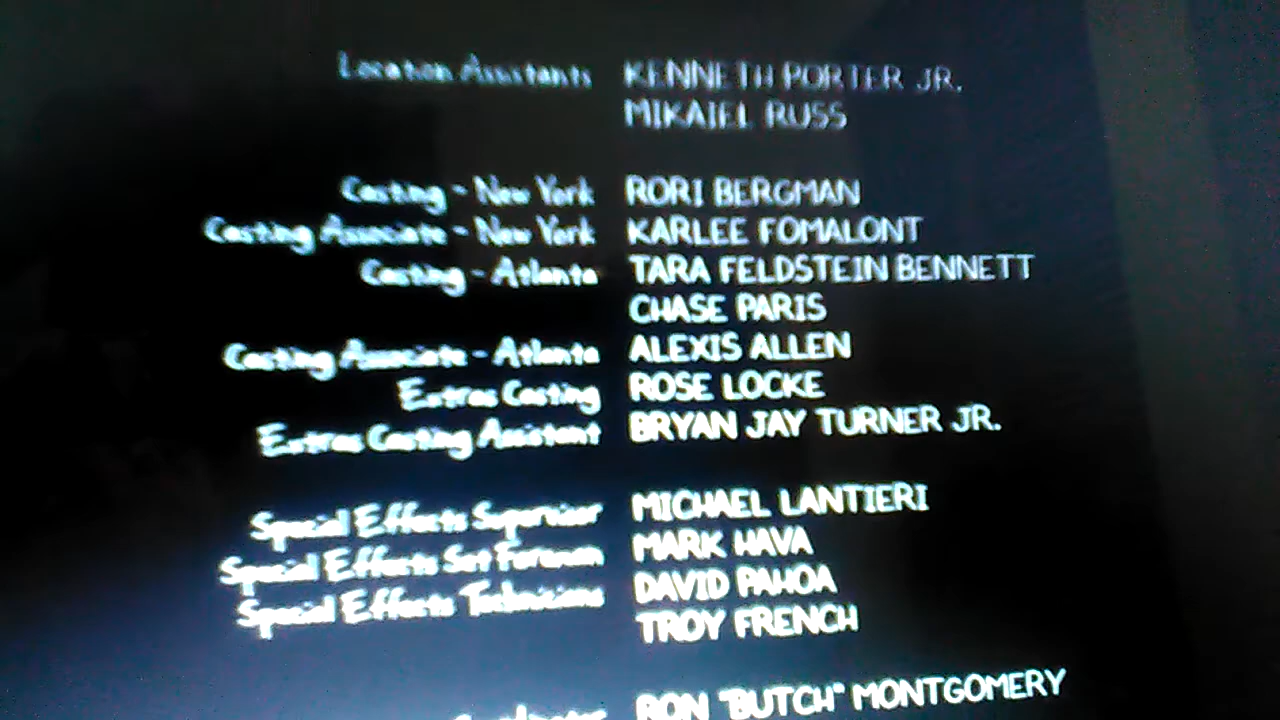 Location Assistants KENNETH PORTER JR.
MIKAIEL RUSS
Casting - New York RORI BERGMAN
Casting Associate - New York KARLEE FOMALONT
Casting - Atlanta TARA FELDSTEIN BENNETT
CHASE PARIS
Casting Associate - Atlanta ALEXIS ALLEN
Extras Casting ROSE LOCKE
Extras Casting Assistant BRYAN JAY TURNER JR.
Special Effects Supervisor MICHAEL LANTIERI
Special Effects Set Foreman MARK HAVA
Special Effects Technicians DAVID PAHOA
TROY FRENCH
RON "BUTCH" MONTGOMERY